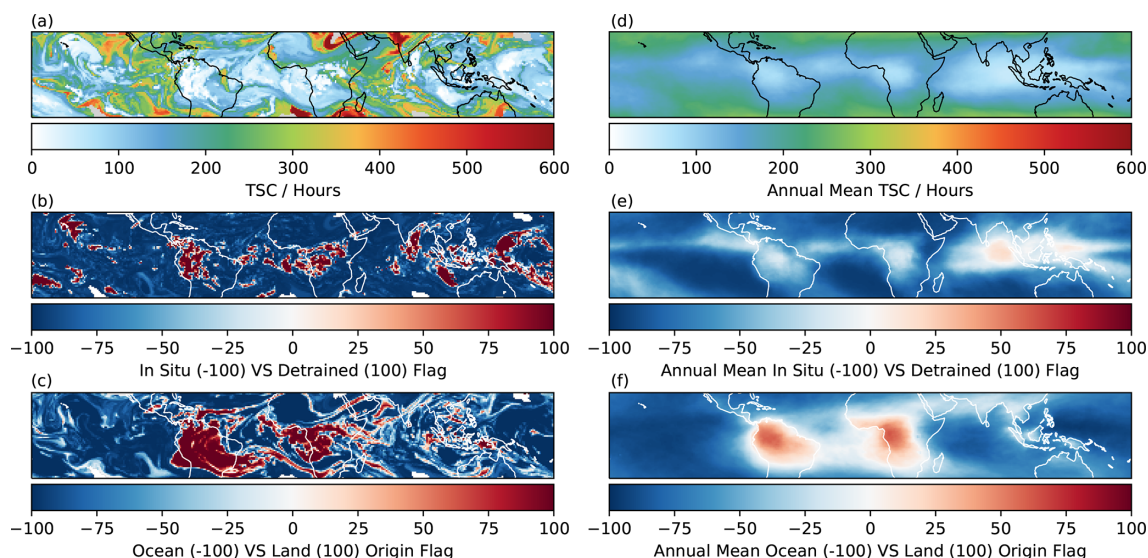 (a)
0 100 200 300 400 500 600
TSC / Hours
(b)
−100 −75 −50 −25 0 25 50 75 100
In Situ (-100) VS Detrained (100) Flag
(c)
−100 −75 −50 −25 0 25 50 75 100
Ocean (-100) VS Land (100) Origin Flag
(d)
0 100 200 300 400 500 600
Annual Mean TSC / Hours
(e)
−100 −75 −50 −25 0 25 50 75 100
Annual Mean In Situ (-100) VS Detrained (100) Flag
(f)
−100 −75 −50 −25 0 25 50 75 100
Annual Mean Ocean (-100) VS Land (100) Origin Flag